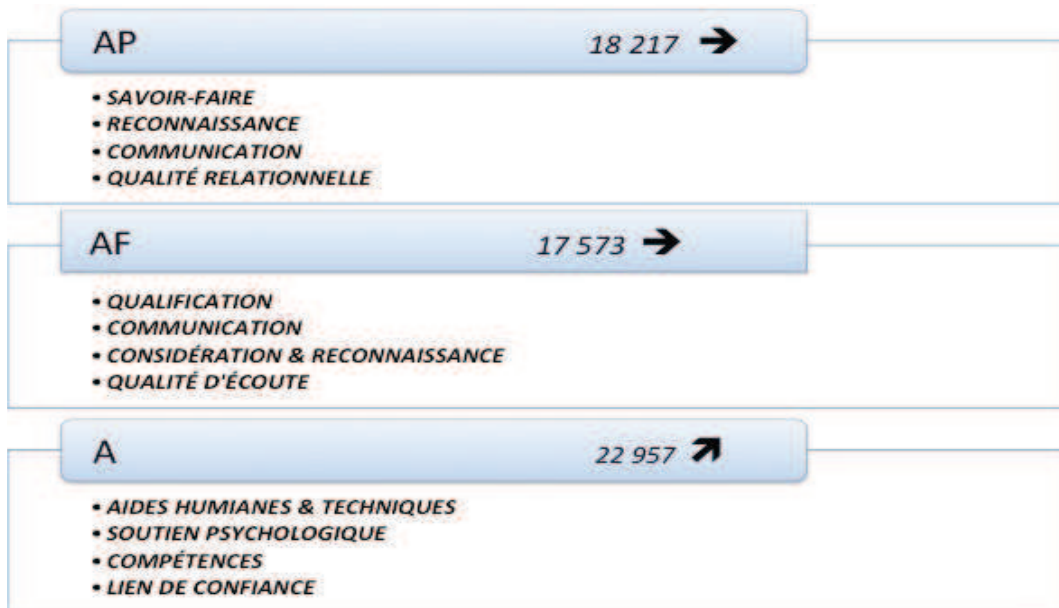 AP 18 217 ➔
• SAVOIR-FAIRE
• RECONNAISSANCE
• COMMUNICATION
• QUALITÉ RELATIONNELLE
AF 17 573 ➔
• QUALIFICATION
• COMMUNICATION
• CONSIDÉRATION & RECONNAISSANCE
• QUALITÉ D'ÉCOUTE
A 22 957 ➔
• AIDES HUMIANES & TECHNIQUES
• SOUTIEN PSYCHOLOGIQUE
• COMPÉTENCES
• LIEN DE CONFIANCE